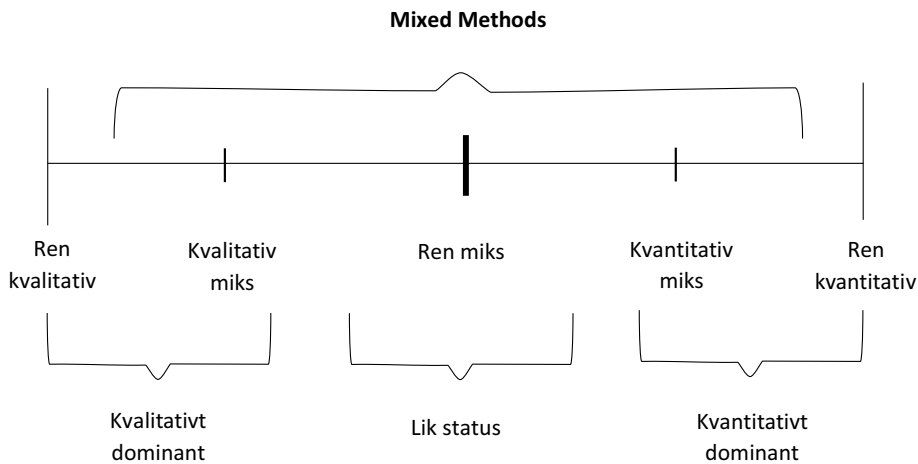 Mixed Methods
Ren
kvalitativ
Kvalitativ
miks
Ren miks
Kvantitativ
miks
Ren
kvantitativ
Kvalitativt
dominant
Lik status
Kvantitativt
dominant